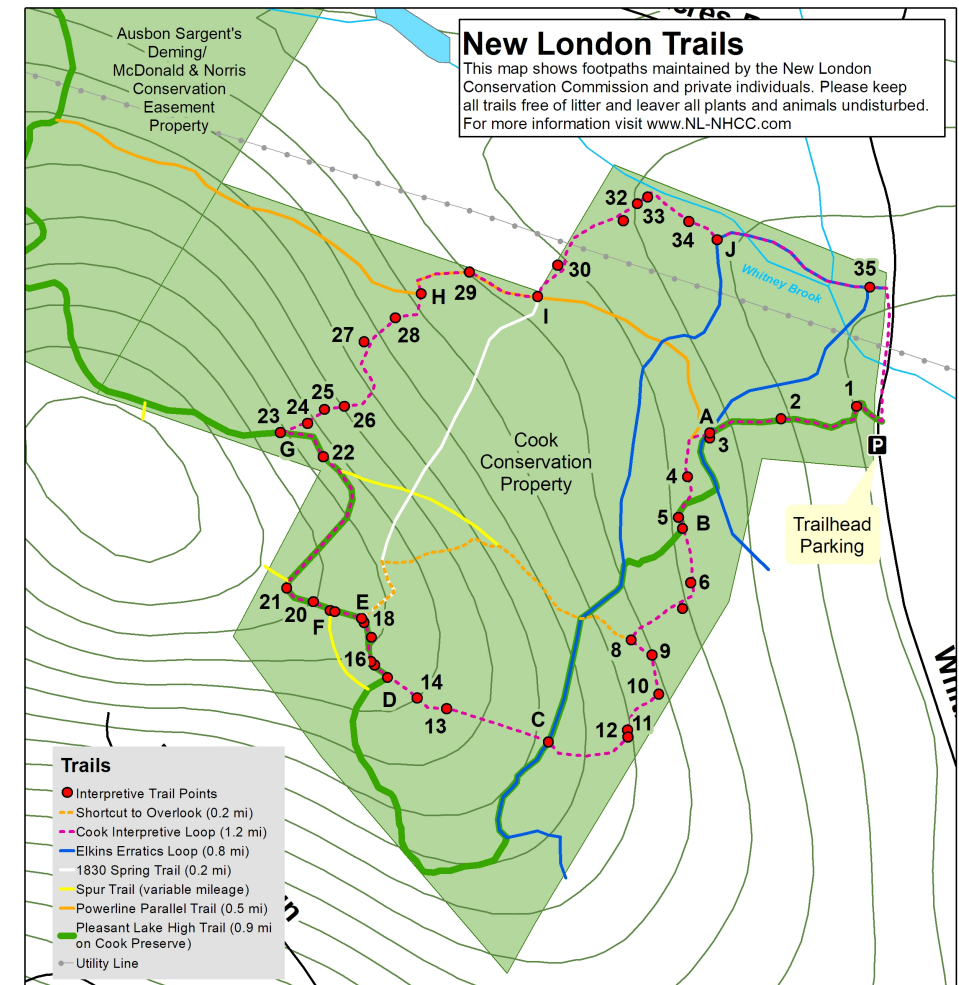 Ausbon Sargent's
Deming/
McDonald & Norris
Conservation
Easement
Property
New London Trails
This map shows footpaths maintained by the New London
Conservation Commission and private individuals. Please keep
all trails free of litter and leaver all plants and animals undisturbed.
For more information visit www.NL-NHCC.com
32
33
34
J
30
35
Whitney Brook
29
H
I
28
27
25
24
26
23
G
22
1
2
A
3
P
4
Cook
Conservation
Property
5
B
Trailhead
Parking
6
21
20
F
E
18
8
9
16
D
14
13
10
C
11
12
Trails
Interpretive Trail Points
Shortcut to Overlook (0.2 mi)
Cook Interpretive Loop (1.2 mi)
Elkins Erratics Loop (0.8 mi)
1830 Spring Trail (0.2 mi)
Spur Trail (variable mileage)
Powerline Parallel Trail (0.5 mi)
Pleasant Lake High Trail (0.9 mi
on Cook Preserve)
Utility Line